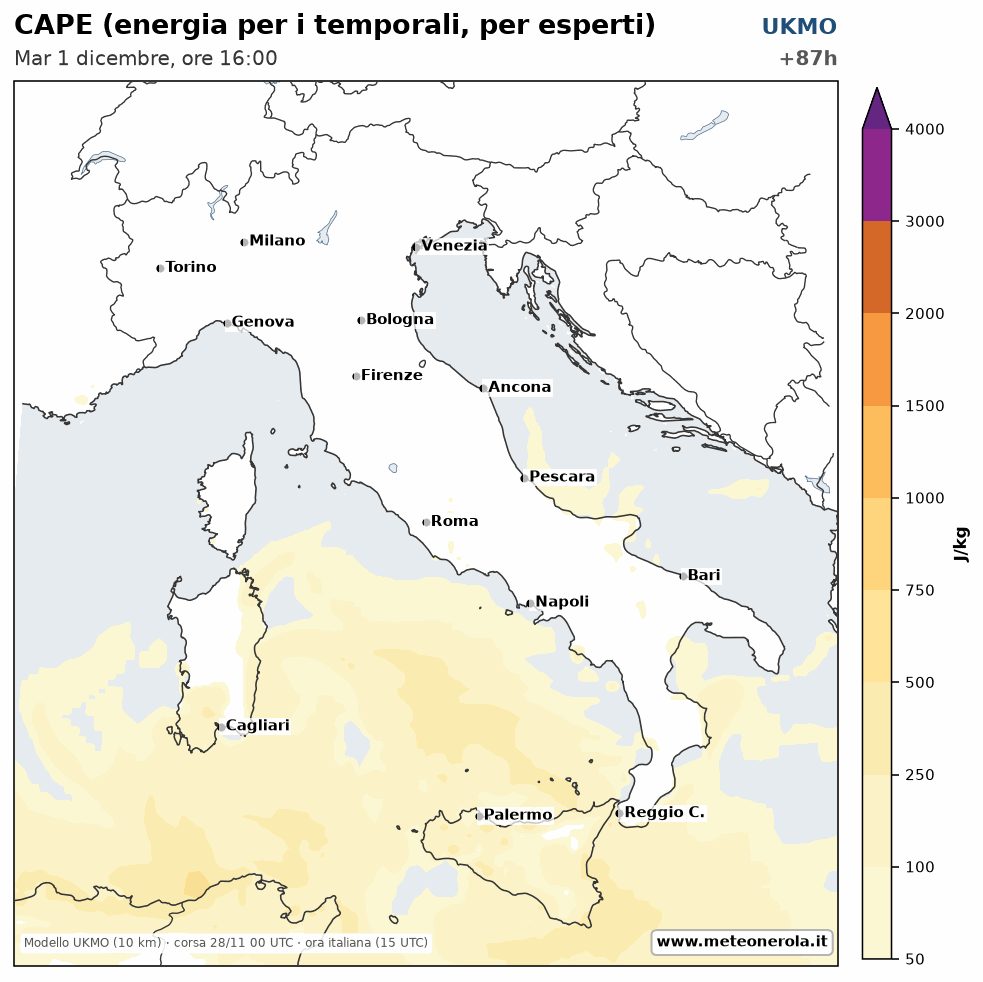 CAPE (energia per i temporali, per esperti)
UKMO
Mar 1 dicembre, ore 16:00
+87h
4000
3000
2000
1500
1000
750
500
250
100
50
J/kg
Milano
Venezia
Torino
Genova
Bologna
Firenze
Ancona
Pescara
Roma
Bari
Napoli
Cagliari
Palermo
Reggio C.
Modello UKMO (10 km) · corsa 28/11 00 UTC · ora italiana (15 UTC)
www.meteonerola.it